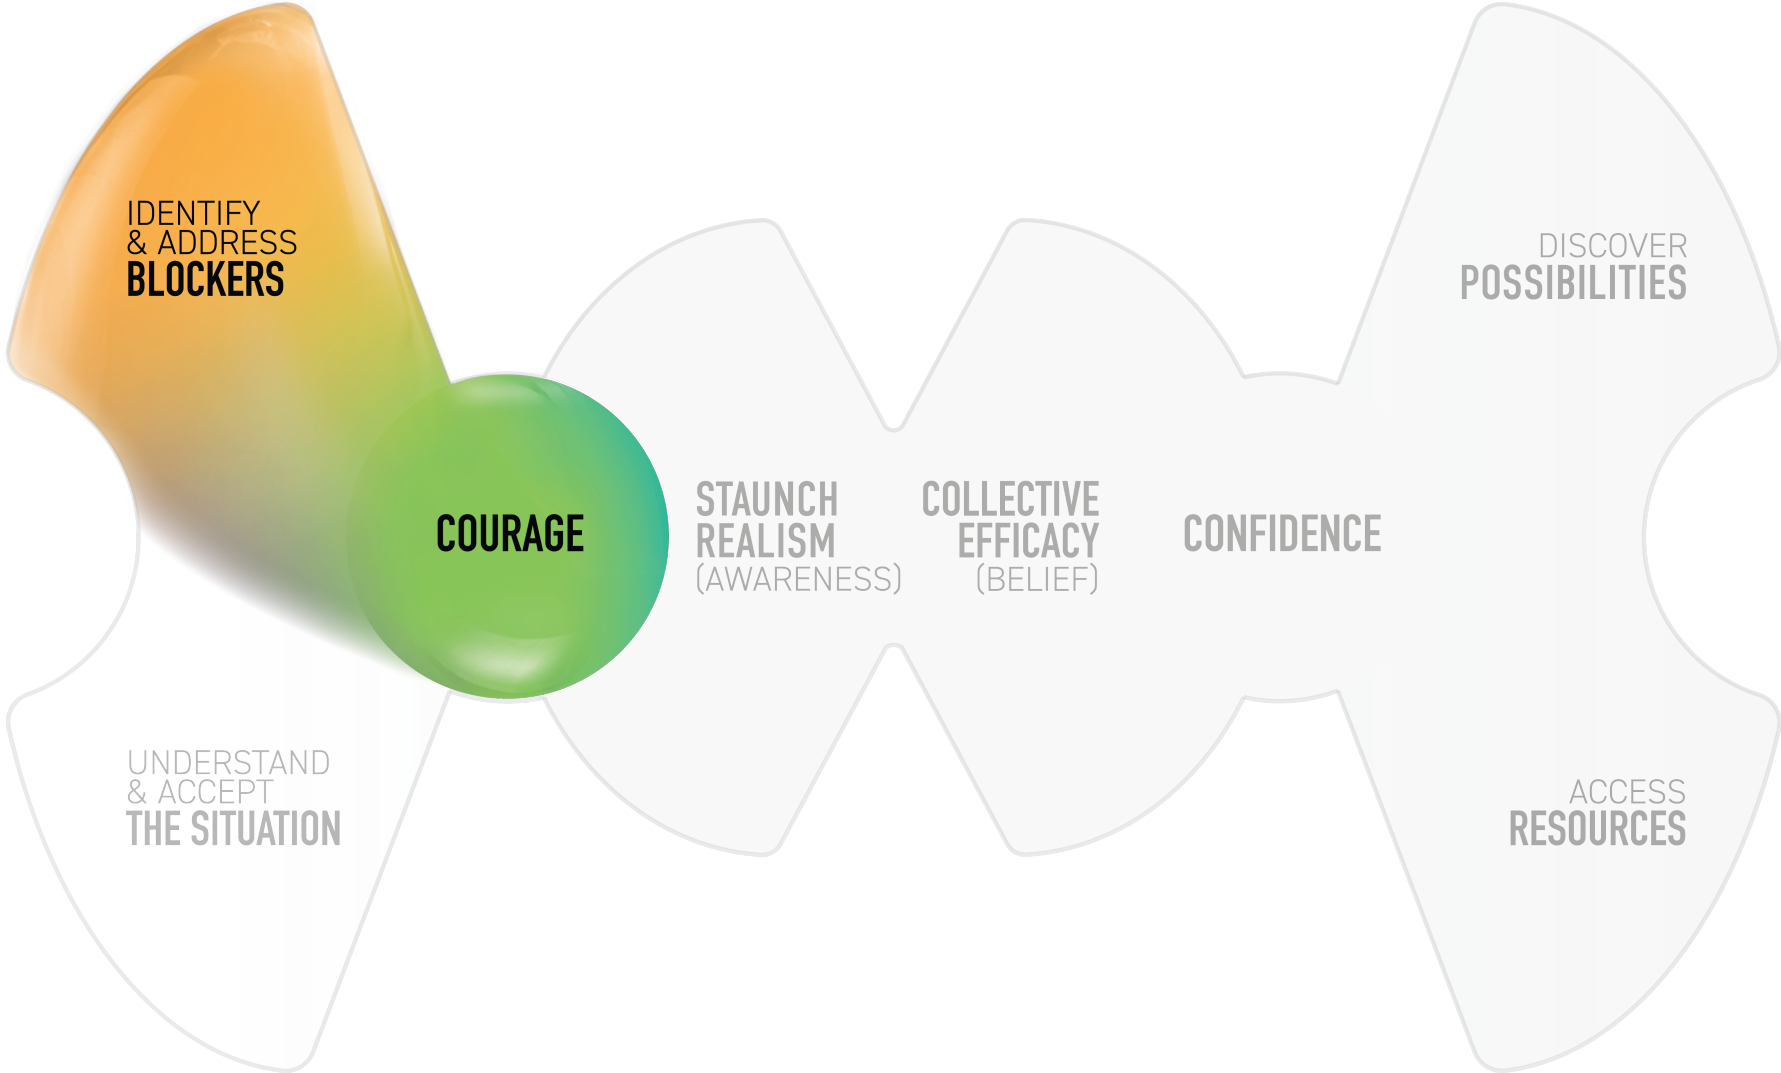 IDENTIFY
& ADDRESS
BLOCKERS
DISCOVER
POSSIBILITIES
COURAGE
STAUNCH
REALISM
(AWARENESS)
COLLECTIVE
EFFICACY
(BELIEF)
CONFIDENCE
UNDERSTAND
& ACCEPT
THE SITUATION
ACCESS
RESOURCES